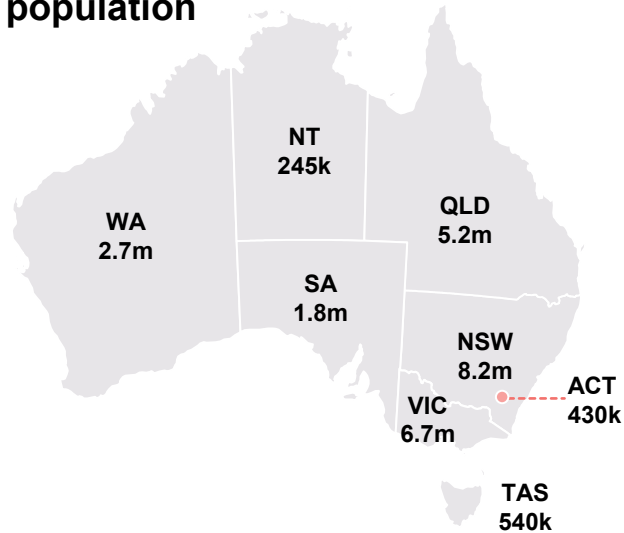 population
NT
245k
QLD
5.2m
WA
2.7m
SA
1.8m
NSW
8.2m
ACT
430k
VIC
6.7m
TAS
540k